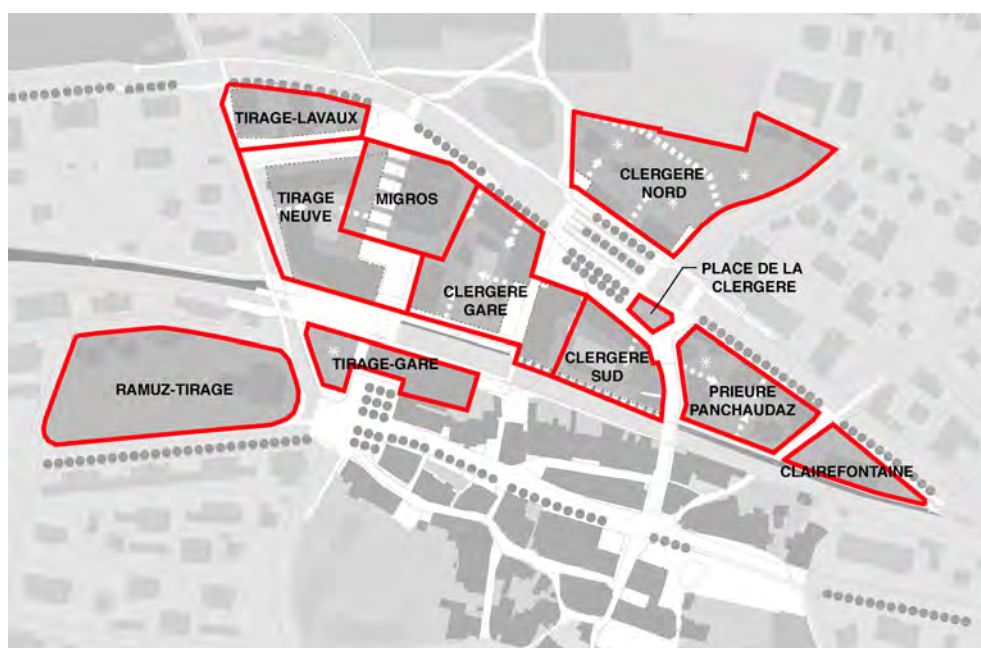 TIRAGE-LAVAUX
CLERGERE
NORD
TIRAGE
NEUVE
MIGROS
PLACE DE LA
CLERGERE
CLERGERE
GARE
CLERGERE
SUD
TIRAGE-GARE
RAMUZ-TIRAGE
PRIEURE
PANCHAUDAZ
CLAIREFONTAINE